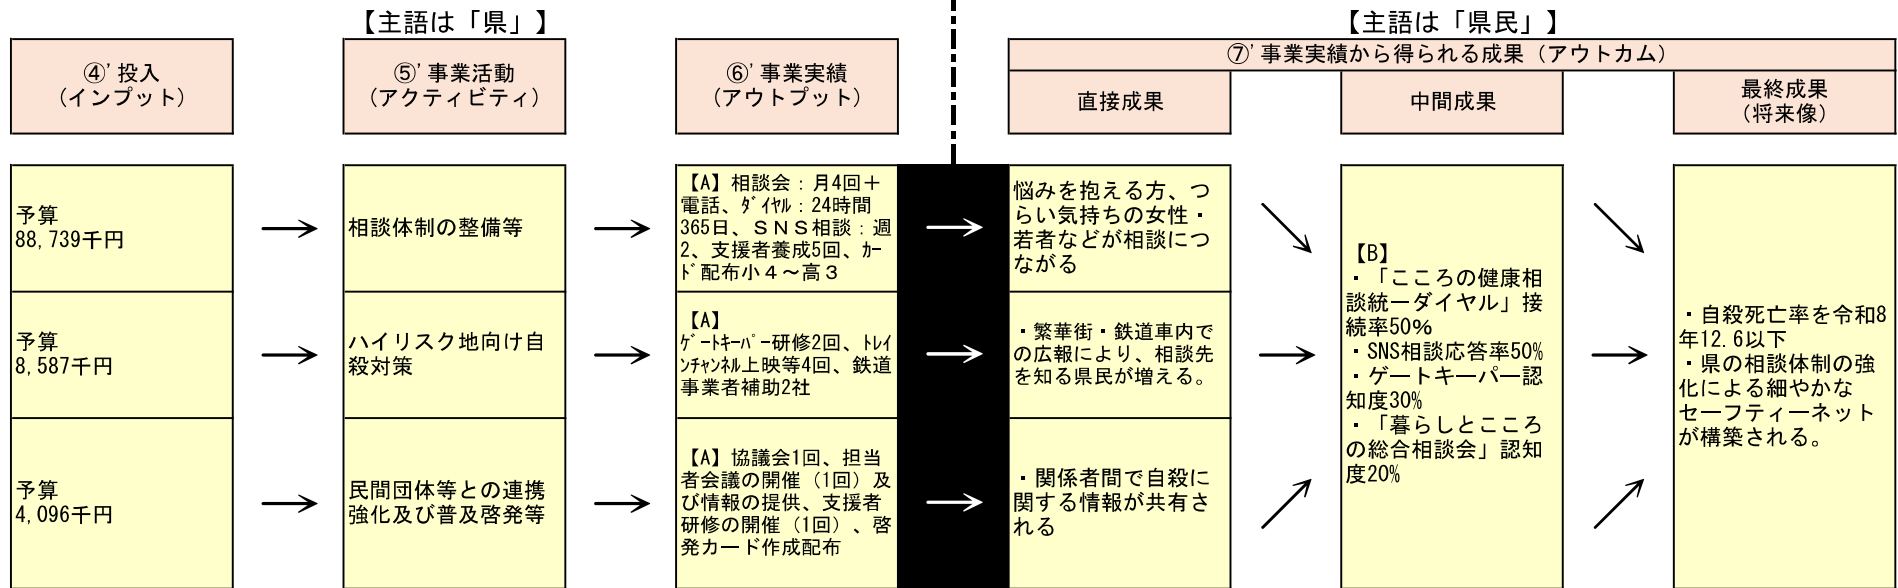 【主語は「県」】
【主語は「県民」】
④' 投入
（インプット）
⑤' 事業活動
（アクティビティ）
⑥' 事業実績
（アウトプット）
⑦' 事業実績から得られる成果（アウトカム）
直接成果
中間成果
最終成果
（将来像）
予算
88,739千円
相談体制の整備等
【A】相談会：月4回＋
電話、ﾀﾞｲﾔﾙ：24時間
365日、ＳＮＳ相談：週
2、支援者養成5回、ｶｰ
ﾄﾞ配布小４～高３
悩みを抱える方、つ
らい気持ちの女性・
若者などが相談につ
ながる
予算
8,587千円
ハイリスク地向け自
殺対策
【A】
ｹﾞｰﾄｷｰﾊﾟｰ研修2回、ﾄﾚｲ
ﾝﾁｬﾝﾈﾙ上映等4回、鉄道
事業者補助2社
・繁華街・鉄道車内で
の広報により、相談先
を知る県民が増える。
予算
4,096千円
民間団体等との連携
強化及び普及啓発等
【A】協議会1回、担当
者会議の開催（1回）及
び情報の提供、支援者
研修の開催（1回）、啓
発カード作成配布
・関係者間で自殺に
関する情報が共有さ
れる
【B】
・「こころの健康相
談統一ダイヤル」接
続率50%
・SNS相談応答率50%
・ゲートキーパー認
知度30%
・「暮らしとこころ
の総合相談会」認知
度20%
・自殺死亡率を令和8
年12.6以下
・県の相談体制の強
化による細やかな
セーフティーネット
が構築される。